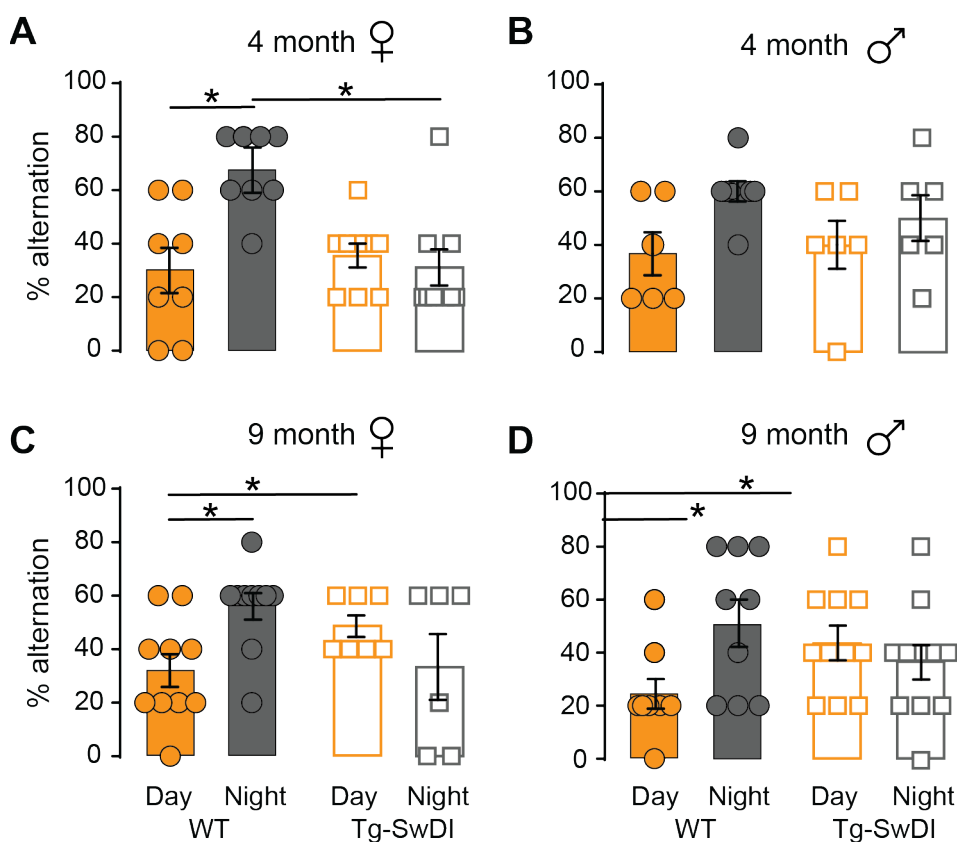 A
4 month ♀
% alternation
100
80
60
40
20
0
*
*
B
4 month ♂
100
80
60
40
20
0
C
9 month ♀
% alternation
100
80
60
40
20
0
*
*
Day Night Day Night
WT Tg-SwDI
D
9 month ♂
100
80
60
40
20
0
*
*
Day Night Day Night
WT Tg-SwDI